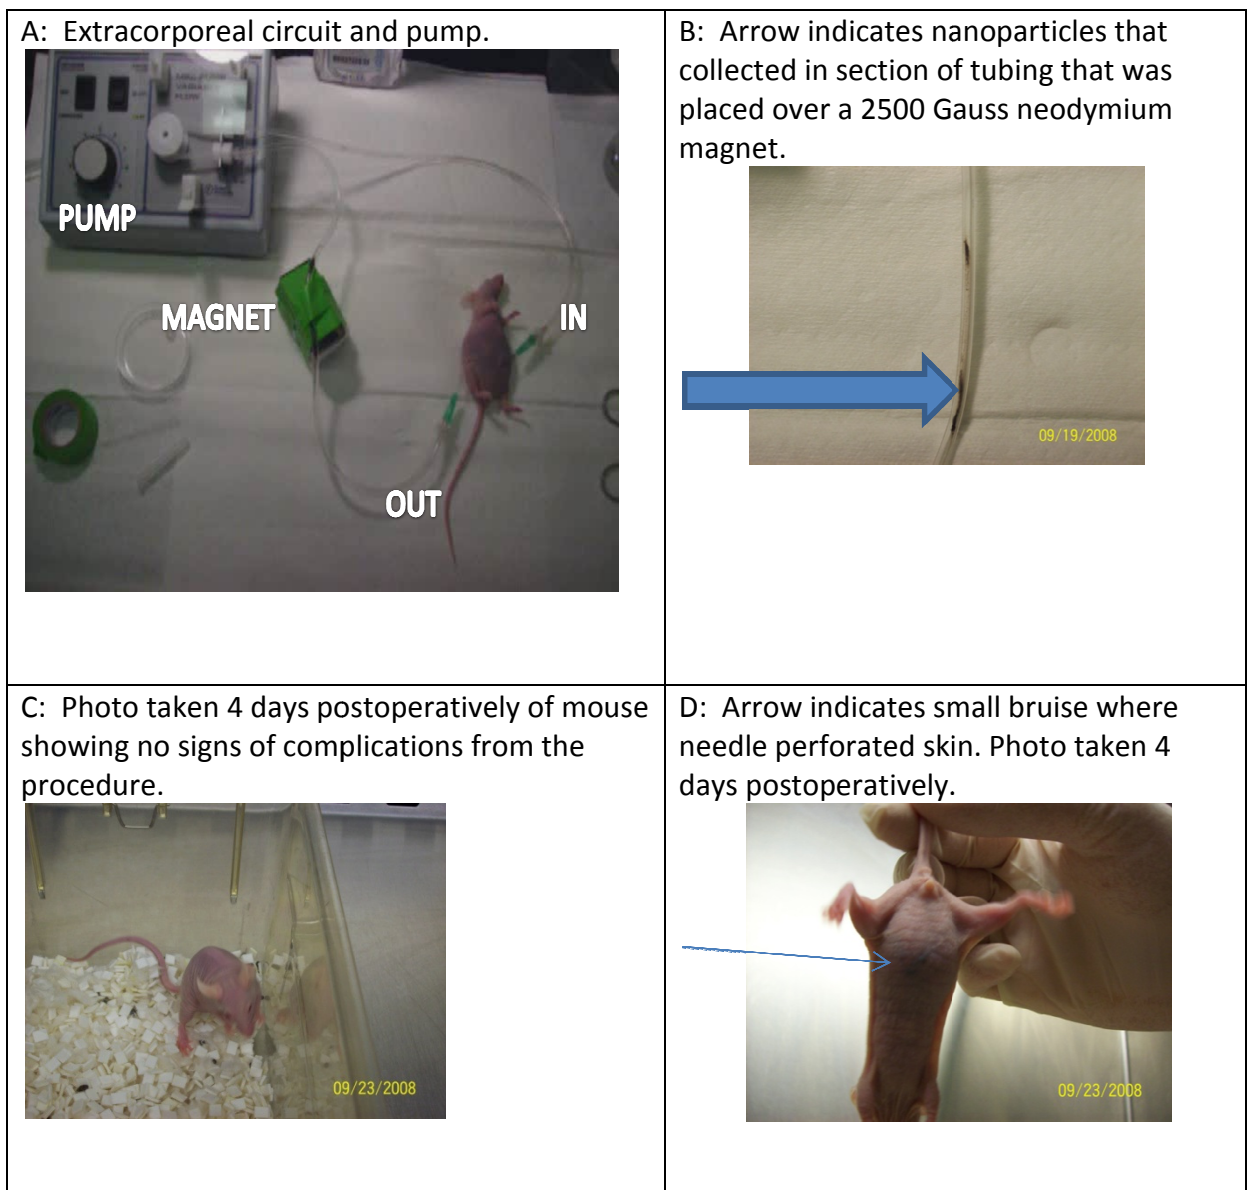 A:  Extracorporeal circuit and pump.
PUMP
MAGNET
IN
OUT
B:  Arrow indicates nanoparticles that
collected in section of tubing that was
placed over a 2500 Gauss neodymium
magnet.
09/19/2008
C:  Photo taken 4 days postoperatively of mouse
showing no signs of complications from the
procedure.
09/23/2008
D:  Arrow indicates small bruise where
needle perforated skin. Photo taken 4
days postoperatively.
09/23/2008